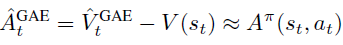 Â_t^GAE = V̂_t^GAE − V(s_t) ≈ A^π(s_t, a_t)